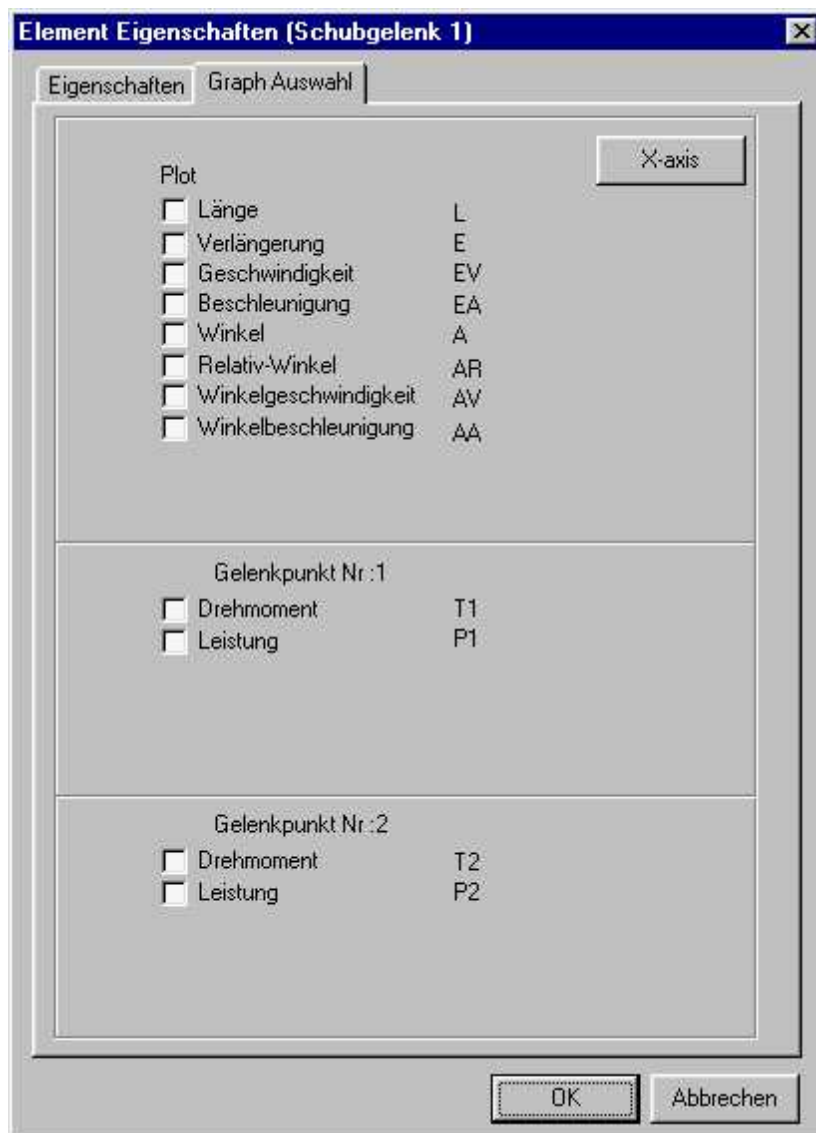 Element Eigenschaften (Schubgelenk 1)
Eigenschaften Graph Auswahl
X-axis
Plot
Länge L
Verlängerung E
Geschwindigkeit EV
Beschleunigung EA
Winkel A
Relativ-Winkel AR
Winkelgeschwindigkeit AV
Winkelbeschleunigung AA
Gelenkpunkt Nr.:1
Drehmoment T1
Leistung P1
Gelenkpunkt Nr.:2
Drehmoment T2
Leistung P2
OK Abbrechen